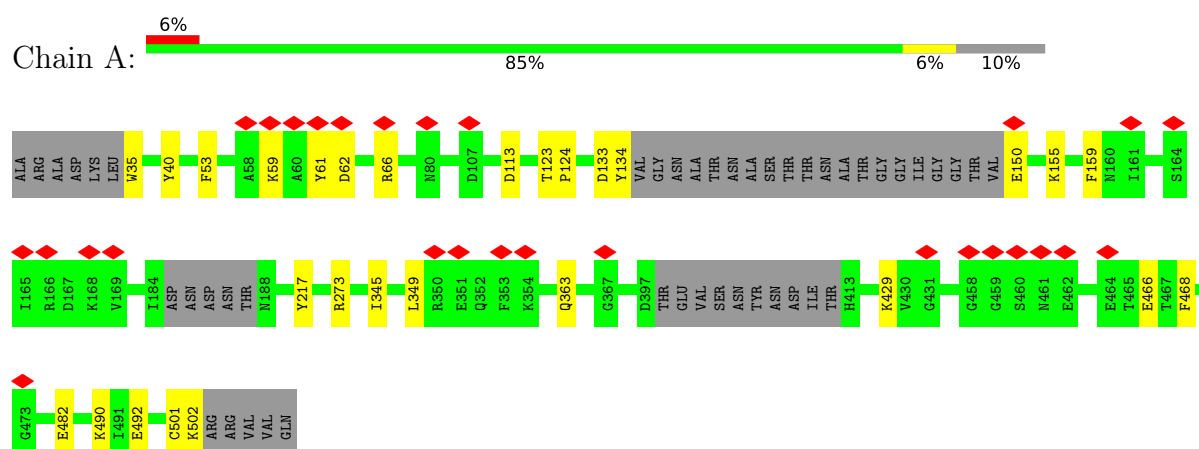 6%
Chain A:
85% 6% 10%
ALA ARG ALA ASP LYS LEU W35 Y40 F53 A58 K59 A60 Y61 D62 R66 N80 D107 D113 T123 P124 D133 Y134 VAL GLY ASN ALA THR ASN ALA SER THR THR ASN ALA THR GLY GLY ILE GLY GLY THR VAL E150 K155 F159 N160 I161 S164
I165 R166 D167 K168 V169 I184 ASP ASN ASP ASN THR N188 Y217 R273 I345 L349 R350 E351 Q352 F353 K354 Q363 G367 D397 THR GLU VAL SER ASN TYR ASN ASP ILE THR H413 K429 V430 G431 G458 G459 S460 N461 E462 E464 T465 E466 T467 F468
G473 E482 K490 I491 E492 C501 K502 ARG ARG VAL VAL GLN